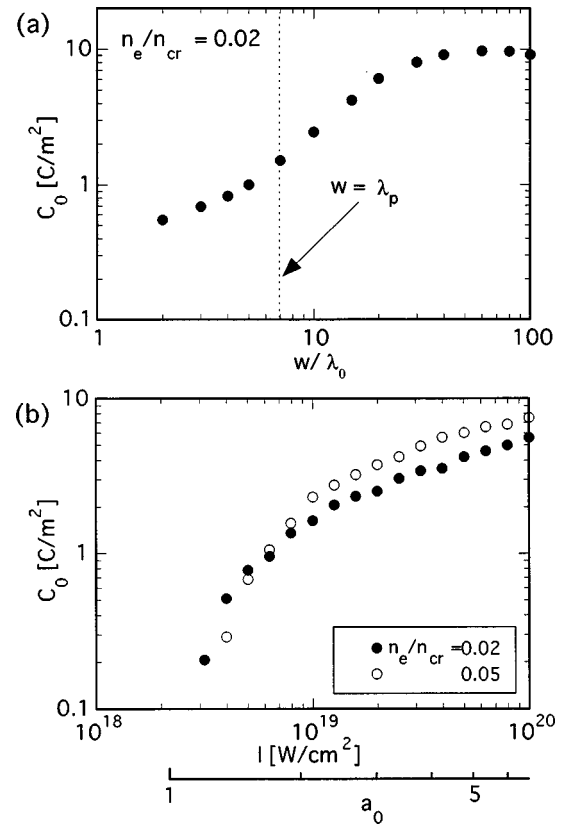 (a)
n_e/n_cr = 0.02
10
1
0.1
C_0 [C/m^2]
w = λ_p
1 10 100
w/λ_0
(b)
10
1
0.1
C_0 [C/m^2]
n_e/n_cr = 0.02
0.05
10^18 10^19 10^20
I [W/cm^2]
1 5
a_0